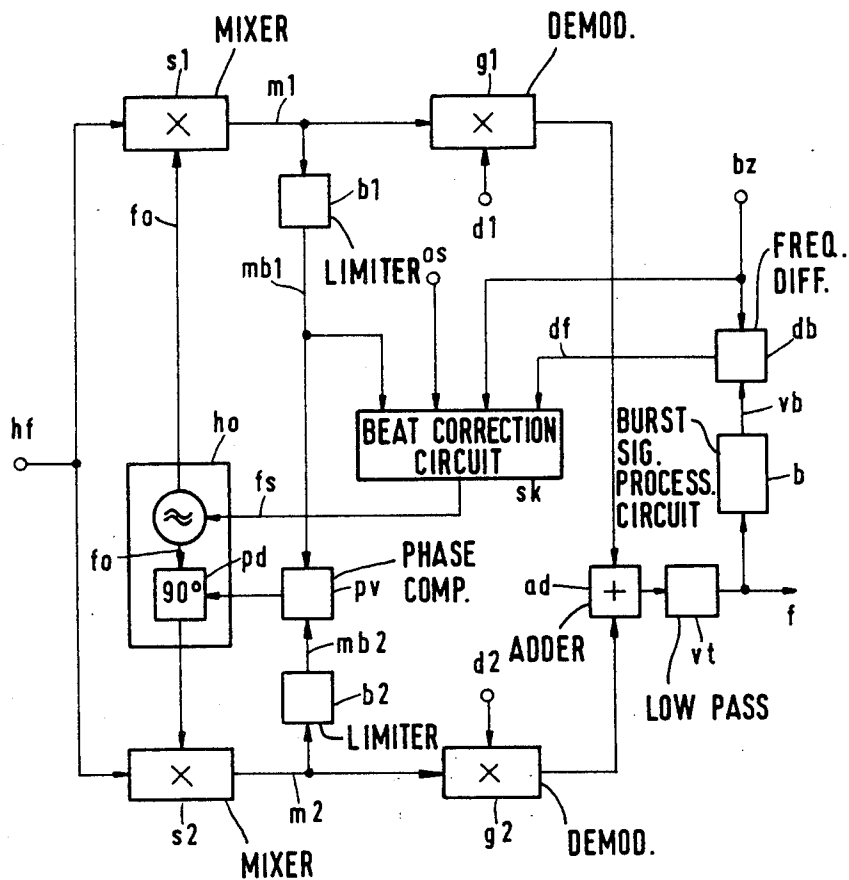 MIXER
DEMOD.
s1
g1
m1
bz
fo
b1
d1
mb1
LIMITER
os
FREQ.
DIFF.
df
db
hf
ho
BEAT CORRECTION
CIRCUIT
vb
BURST
SIG.
PROCESS.
CIRCUIT
b
fs
sk
fo
pd
90°
PHASE
COMP.
pv
ad
+
f
ADDER
vt
mb2
d2
b2
LOW PASS
LIMITER
m2
s2
g2
MIXER
DEMOD.